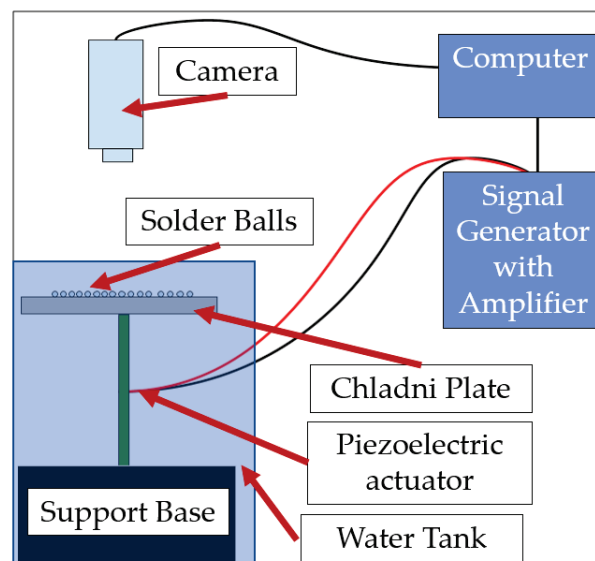 Camera
Computer
Solder Balls
Signal
Generator
with
Amplifier
Chladni Plate
Piezoelectric
actuator
Support Base
Water Tank